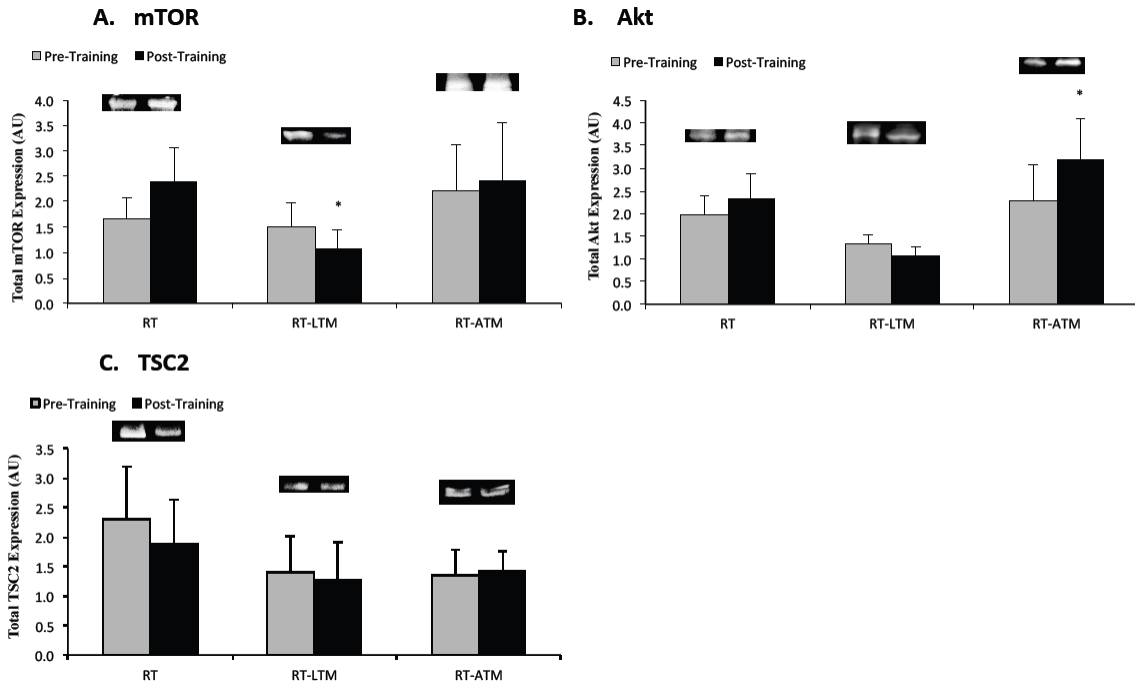 A. mTOR
Pre-Training Post-Training
Total mTOR Expression (AU)
4.0
3.5
3.0
2.5
2.0
1.5
1.0
0.5
0.0
*
RT RT-LTM RT-ATM
B. Akt
Pre-Training Post-Training
Total Akt Expression (AU)
4.5
4.0
3.5
3.0
2.5
2.0
1.5
1.0
0.5
0.0
*
RT RT-LTM RT-ATM
C. TSC2
Pre-Training Post-Training
Total TSC2 Expression (AU)
3.5
3.0
2.5
2.0
1.5
1.0
0.5
0.0
RT RT-LTM RT-ATM